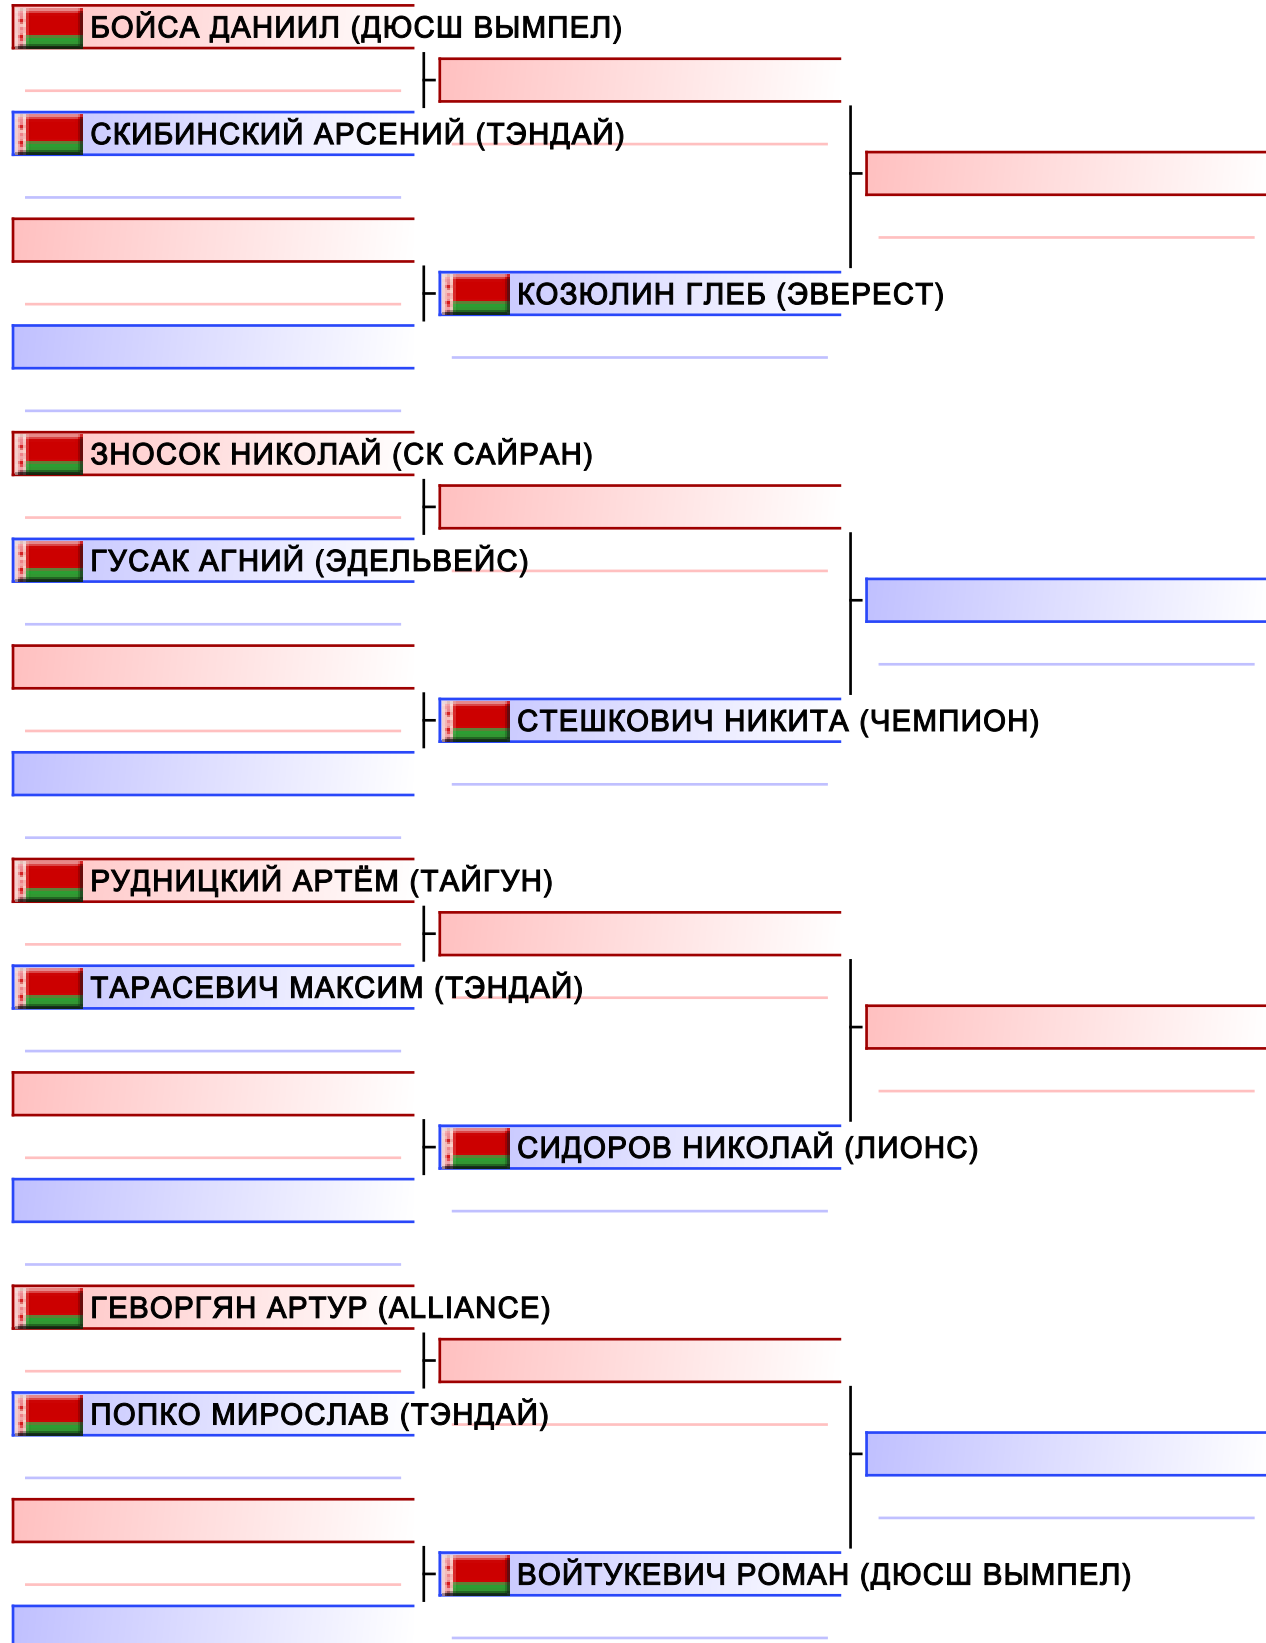 БОЙСА ДАНИИЛ (ДЮСШ ВЫМПЕЛ)
СКИБИНСКИЙ АРСЕНИЙ (ТЭНДАЙ)
КОЗЮЛИН ГЛЕБ (ЭВЕРЕСТ)
ЗНОСОК НИКОЛАЙ (СК САЙРАН)
ГУСАК АГНИЙ (ЭДЕЛЬВЕЙС)
СТЕШКОВИЧ НИКИТА (ЧЕМПИОН)
РУДНИЦКИЙ АРТЁМ (ТАЙГУН)
ТАРАСЕВИЧ МАКСИМ (ТЭНДАЙ)
СИДОРОВ НИКОЛАЙ (ЛИОНС)
ГЕВОРГЯН АРТУР (ALLIANCE)
ПОПКО МИРОСЛАВ (ТЭНДАЙ)
ВОЙТУКЕВИЧ РОМАН (ДЮСШ ВЫМПЕЛ)